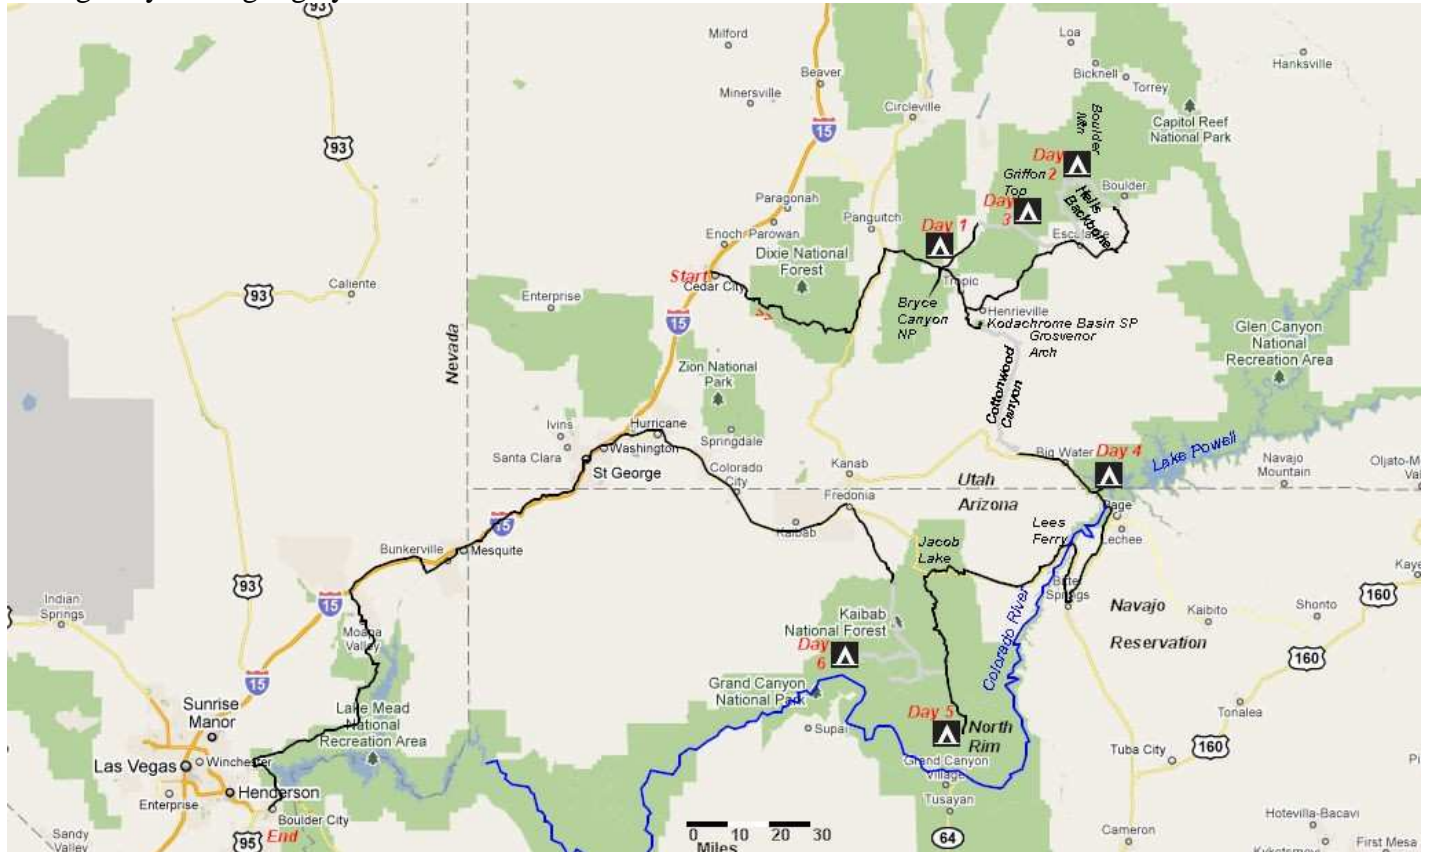 93
Milford
Loa
Hanksville
Bicknell
Torrey
Beaver
Minersville
Circleville
15
Capitol Reef
National Park
93
Boulder
Mtn
Day
2
Griffon
Top
Boulder
Paragonah
Day
3
Hells
Backbone
Panguitch
Day 1
Enoch
Parowan
Dixie National
Forest
Start
Cedar City
Tropic
Caliente
93
Enterprise
Bryce
Canyon
NP
Henrieville
Kodachrome Basin SP
Grosvenor
Arch
15
Glen Canyon
National
Recreation Area
Nevada
Zion National
Park
Cottonwood
Canyon
Ivins
Hurricane
Washington
Springdale
Santa Clara
St George
Colorado
City
Kanab
Big Water
Day 4
Lake Powell
Navajo
Mountain
Utah
Arizona
Fredonia
Page
Lees
Ferry
Lechee
15
Kaibab
Jacob
Lake
Bunkerville
Mesquite
93
Bitter
Springs
Navajo
Reservation
Kaibito
Shonto
160
Indian
Springs
15
Moapa
Valley
Kaibab
National Forest
Day
6
Colorado River
160
15
Grand Canyon
National Park
Sunrise
Manor
Lake Mead
National
Recreation Area
Day 5
North
Rim
Supai
Tonalea
Tuba City
160
Las Vegas
Winchester
Grand Canyon
Village
Henderson
Enterprise
Tusayan
Boulder City
End
95
0 10 20 30
Miles
64
Cameron
Hotevilla-Bacavi
First Mesa
Sandy
Valley